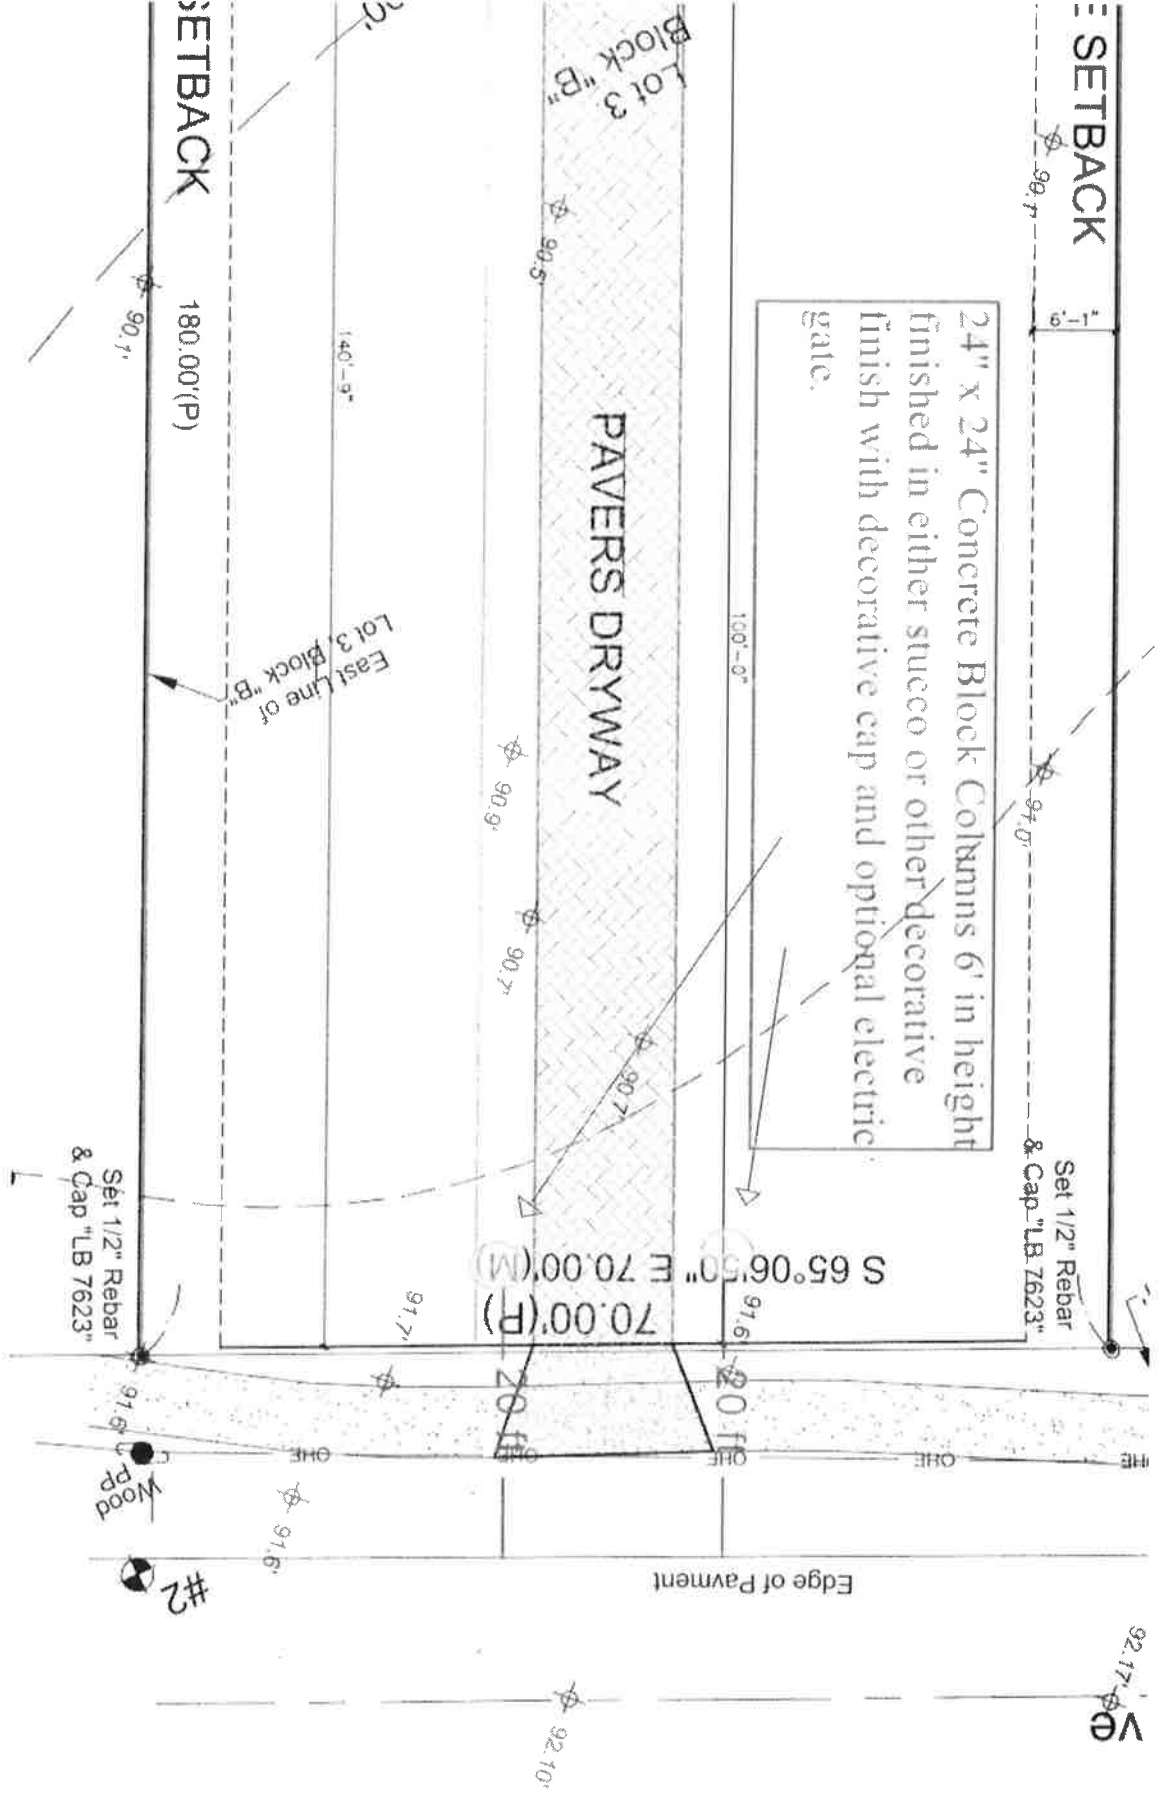 SETBACK
E SETBACK
Lot 3
Block "B"
90.1'
90.5'
90.1'
180.00'(P)
140'-9"
6'-1"
24" x 24" Concrete Block Columns 6' in height
finished in either stucco or other decorative
finish with decorative cap and optional electric
gate.
PAVERS DRYWAY
100'-0"
East Line of
Lot 3, Block "B"
90.9'
91.0'
90.7'
90.7'
Set 1/2" Rebar
& Cap "LB 7623"
Set 1/2" Rebar
& Cap "LB 7623"
S 65°06'50" E 70.00'(M)
70.00'(P)
91.7'
91.6'
20 ft
20 ft
91.6'
OHE
OHE
OHE
OHE
HE
Wood
PP
91.6'
#2
Edge of Pavment
92.17'
ve
92.10'